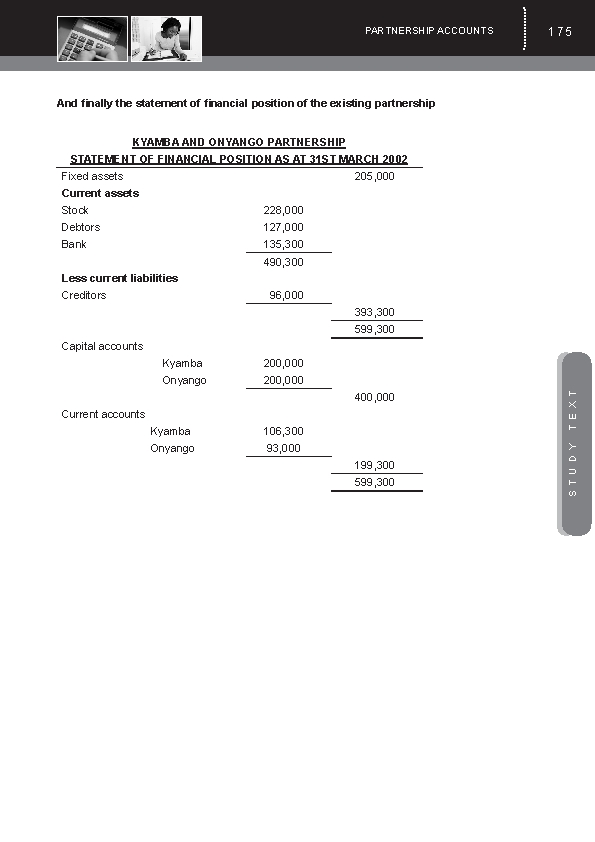 PARTNERSHIP ACCOUNTS 175
And finally the statement of financial position of the existing partnership
KYAMBA AND ONYANGO PARTNERSHIP
STATEMENT OF FINANCIAL POSITION AS AT 31ST MARCH 2002
Fixed assets 205,000
Current assets
Stock 228,000
Debtors 127,000
Bank 135,300
490,300
Less current liabilities
Creditors 96,000
393,300
599,300
Capital accounts
Kyamba 200,000
Onyango 200,000
400,000
Current accounts
Kyamba 106,300
Onyango 93,000
199,300
599,300
STUDY TEXT